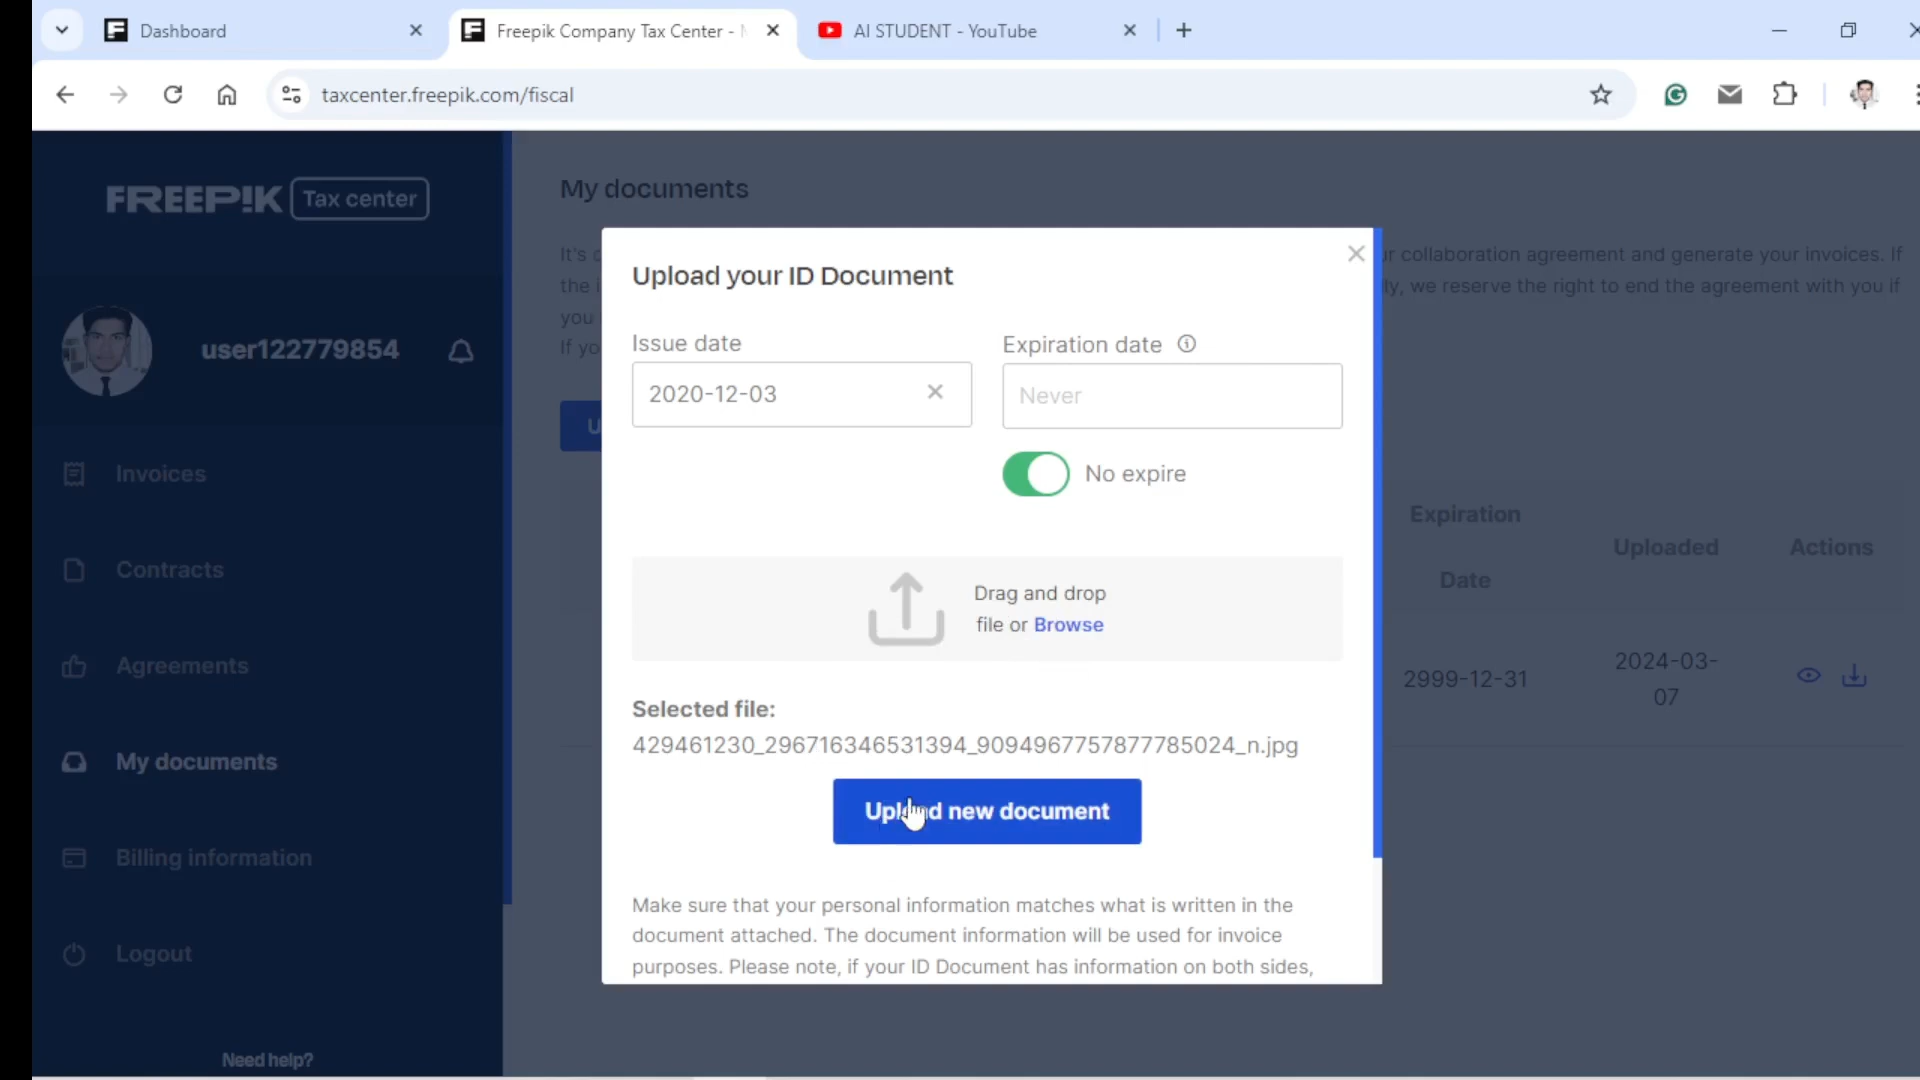 Dashboard
Freepik Company Tax Center -
AI STUDENT - YouTube
taxcenter.freepik.com/fiscal
FREEP!K Tax center
user122779854
Invoices
Contracts
Agreements
My documents
Billing information
Logout
Need help?
My documents
It's
r collaboration agreement and generate your invoices. If
the
ly, we reserve the right to end the agreement with you if
you
If yo
U
Expiration
Date
Uploaded
Actions
2999-12-31
2024-03-
07
Upload your ID Document
Issue date
Expiration date
2020-12-03
Never
No expire
Drag and drop
file or Browse
Selected file:
429461230_296716346531394_9094967757877785024_n.jpg
Upload new document
Make sure that your personal information matches what is written in the
document attached. The document information will be used for invoice
purposes. Please note, if your ID Document has information on both sides,